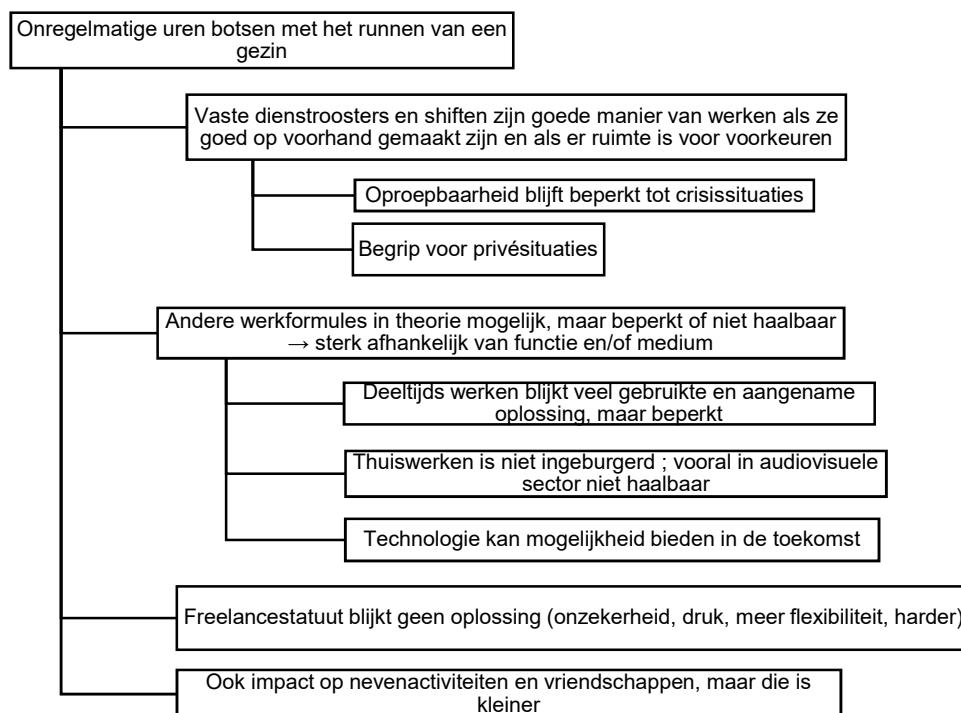 Onregelmatige uren botsen met het runnen van een
gezin
Vaste dienstroosters en shiften zijn goede manier van werken als ze
goed op voorhand gemaakt zijn en als er ruimte is voor voorkeuren
Oproepbaarheid blijft beperkt tot crisissituaties
Begrip voor privésituaties
Andere werkformules in theorie mogelijk, maar beperkt of niet haalbaar
→ sterk afhankelijk van functie en/of medium
Deeltijds werken blijkt veel gebruikte en aangename
oplossing, maar beperkt
Thuiswerken is niet ingeburgerd ; vooral in audiovisuele
sector niet haalbaar
Technologie kan mogelijkheid bieden in de toekomst
Freelancestatuut blijkt geen oplossing (onzekerheid, druk, meer flexibiliteit, harder)
Ook impact op nevenactiviteiten en vriendschappen, maar die is
kleiner